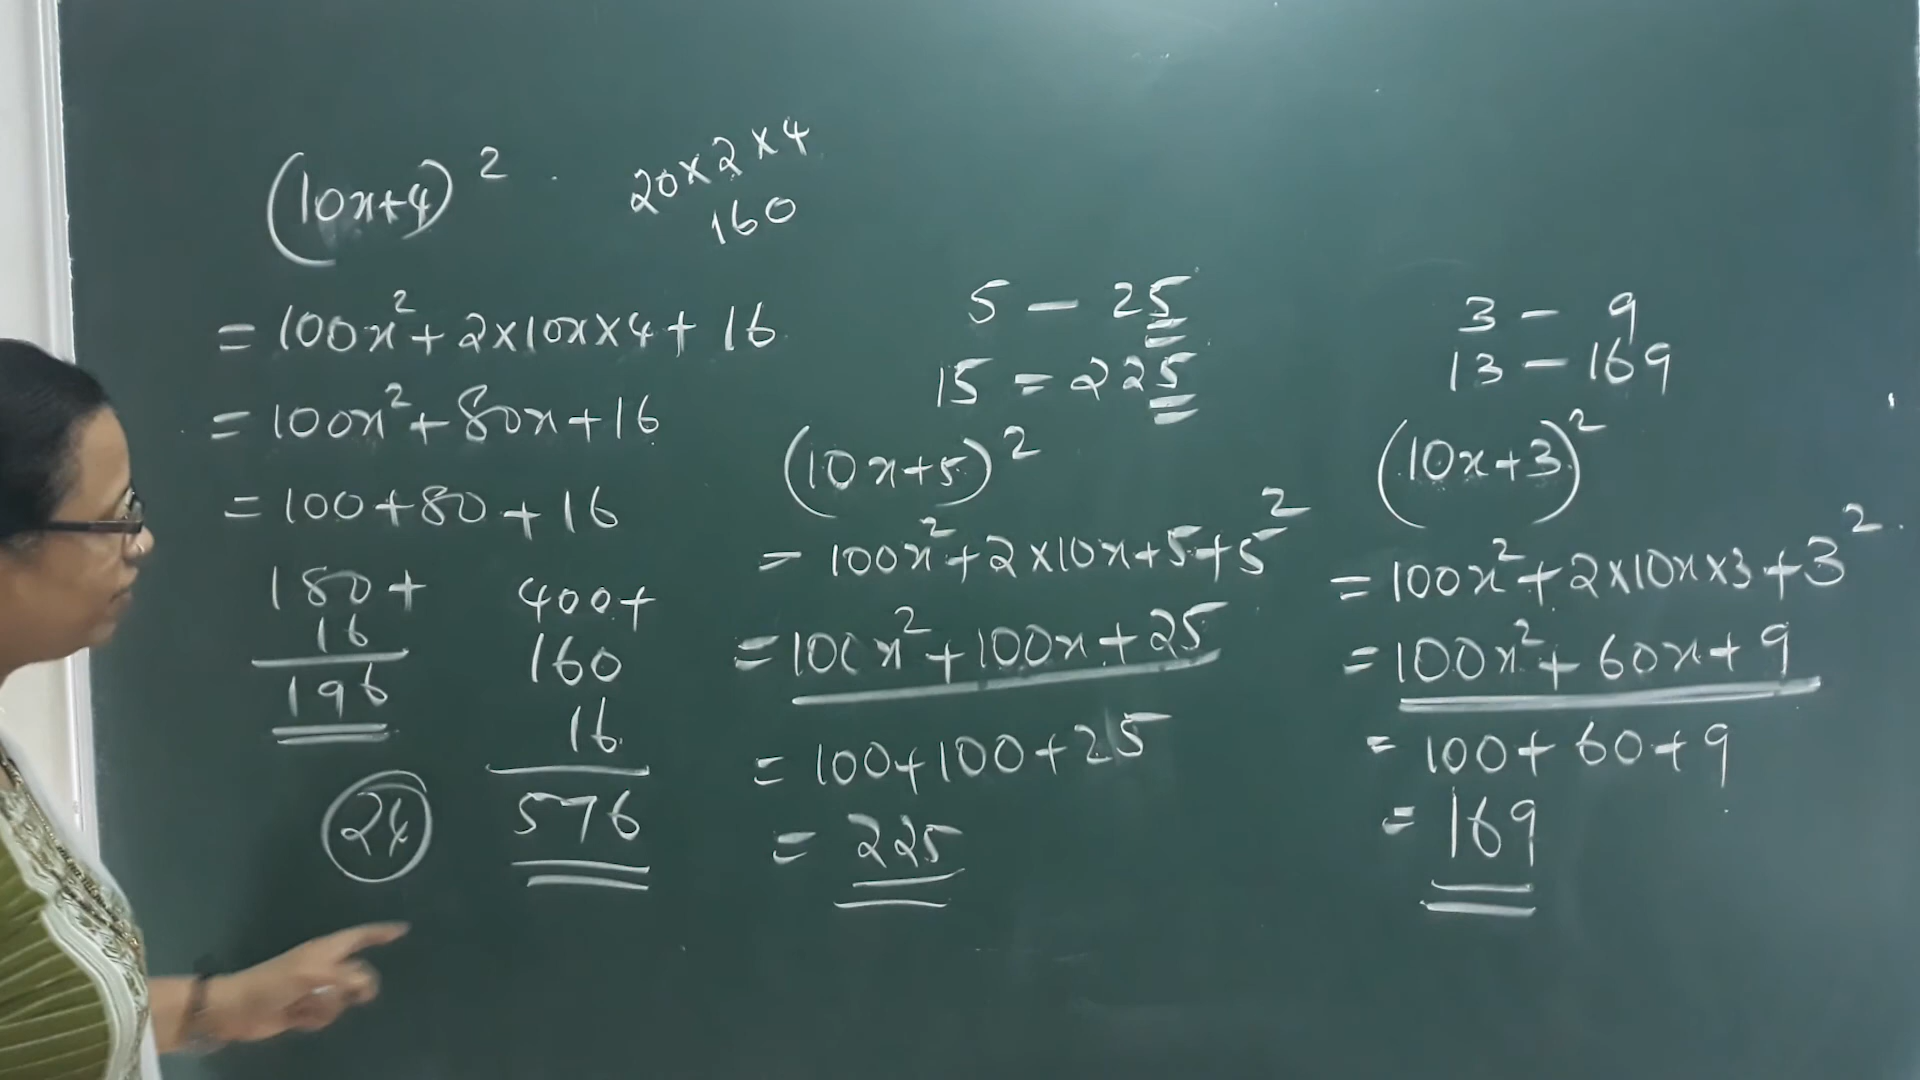 (10x+4)²
20×2×4
160
= 100x²+2×10x×4+16
= 100x²+80x+16
= 100+80+16
180+
16
196
24
400+
160
16
576
5 – 25
15 = 225
(10x+5)²
= 100x²+2×10x+5+5²
= 100x²+100x+25
= 100+100+25
= 225
3 – 9
13 – 169
(10x+3)²
= 100x²+2×10x×3+3²
= 100x²+60x+9
= 100+60+9
= 169